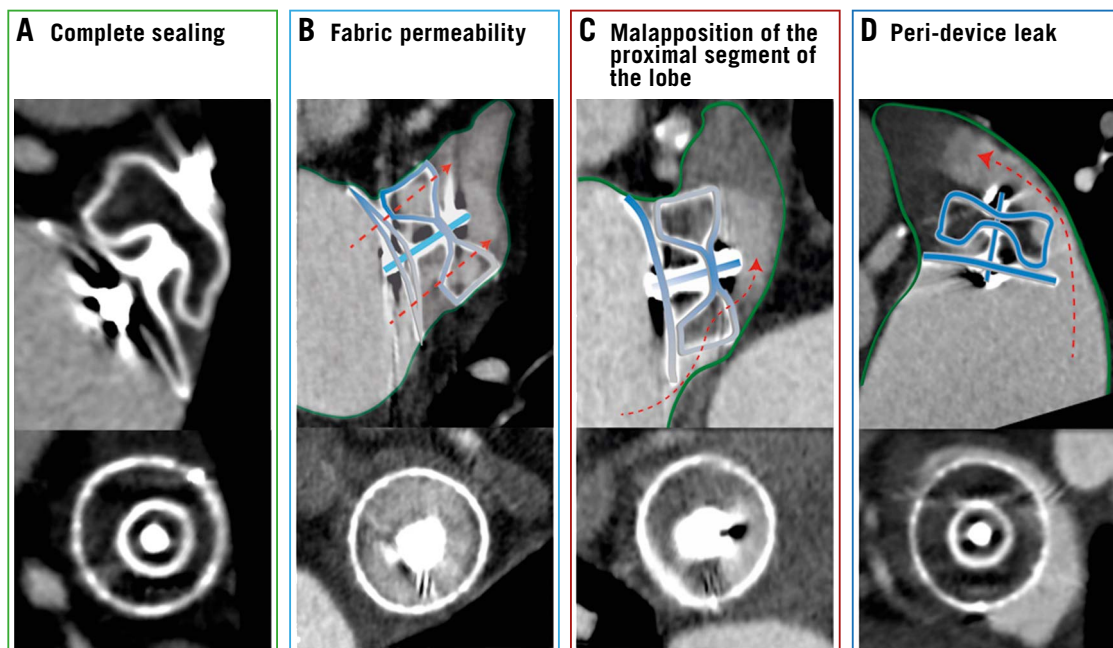 A Complete sealing
B Fabric permeability
C Malapposition of the
proximal segment of
the lobe
D Peri-device leak